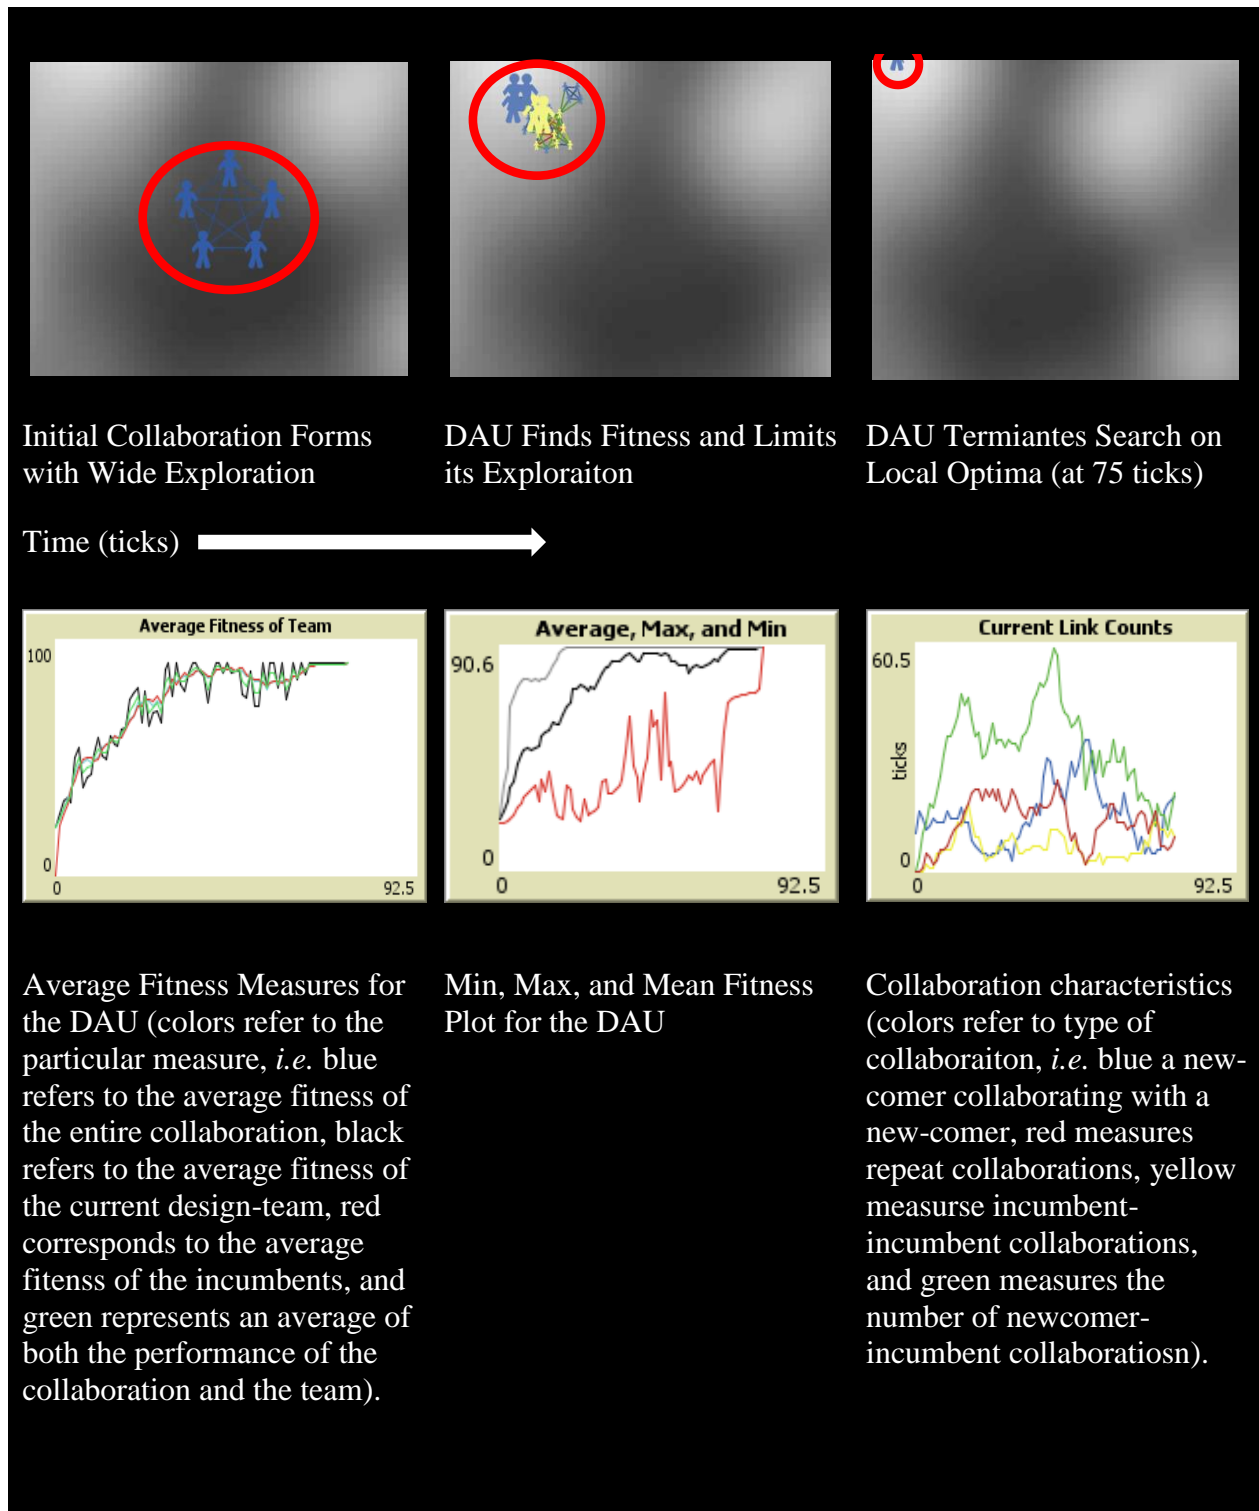 Initial Collaboration Forms
with Wide Exploration
DAU Finds Fitness and Limits
its Exploraiton
DAU Termiantes Search on
Local Optima (at 75 ticks)
Time (ticks)
Average Fitness of Team
100
0
0
92.5
Average, Max, and Min
90.6
0
0
92.5
Current Link Counts
60.5
ticks
0
0
92.5
Average Fitness Measures for
the DAU (colors refer to the
particular measure, i.e. blue
refers to the average fitness of
the entire collaboration, black
refers to the average fitness of
the current design-team, red
corresponds to the average
fitenss of the incumbents, and
green represents an average of
both the performance of the
collaboration and the team).
Min, Max, and Mean Fitness
Plot for the DAU
Collaboration characteristics
(colors refer to type of
collaboraiton, i.e. blue a new-
comer collaborating with a
new-comer, red measures
repeat collaborations, yellow
measurse incumbent-
incumbent collaborations,
and green measures the
number of newcomer-
incumbent collaboratiosn).